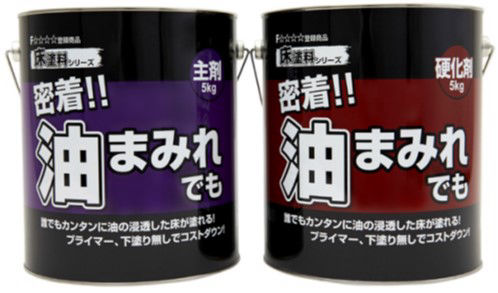 F☆☆☆☆登録商品
床塗料シリーズ
主剤
5kg
密着!!
油まみれ
でも
誰でもカンタンに油の浸透した床が塗れる!
プライマー、下塗り無しでコストダウン!
F☆☆☆☆登録商品
床塗料シリーズ
硬化剤
5kg
密着!!
油まみれ
でも
誰でもカンタンに油の浸透した床が塗れる!
プライマー、下塗り無しでコストダウン!